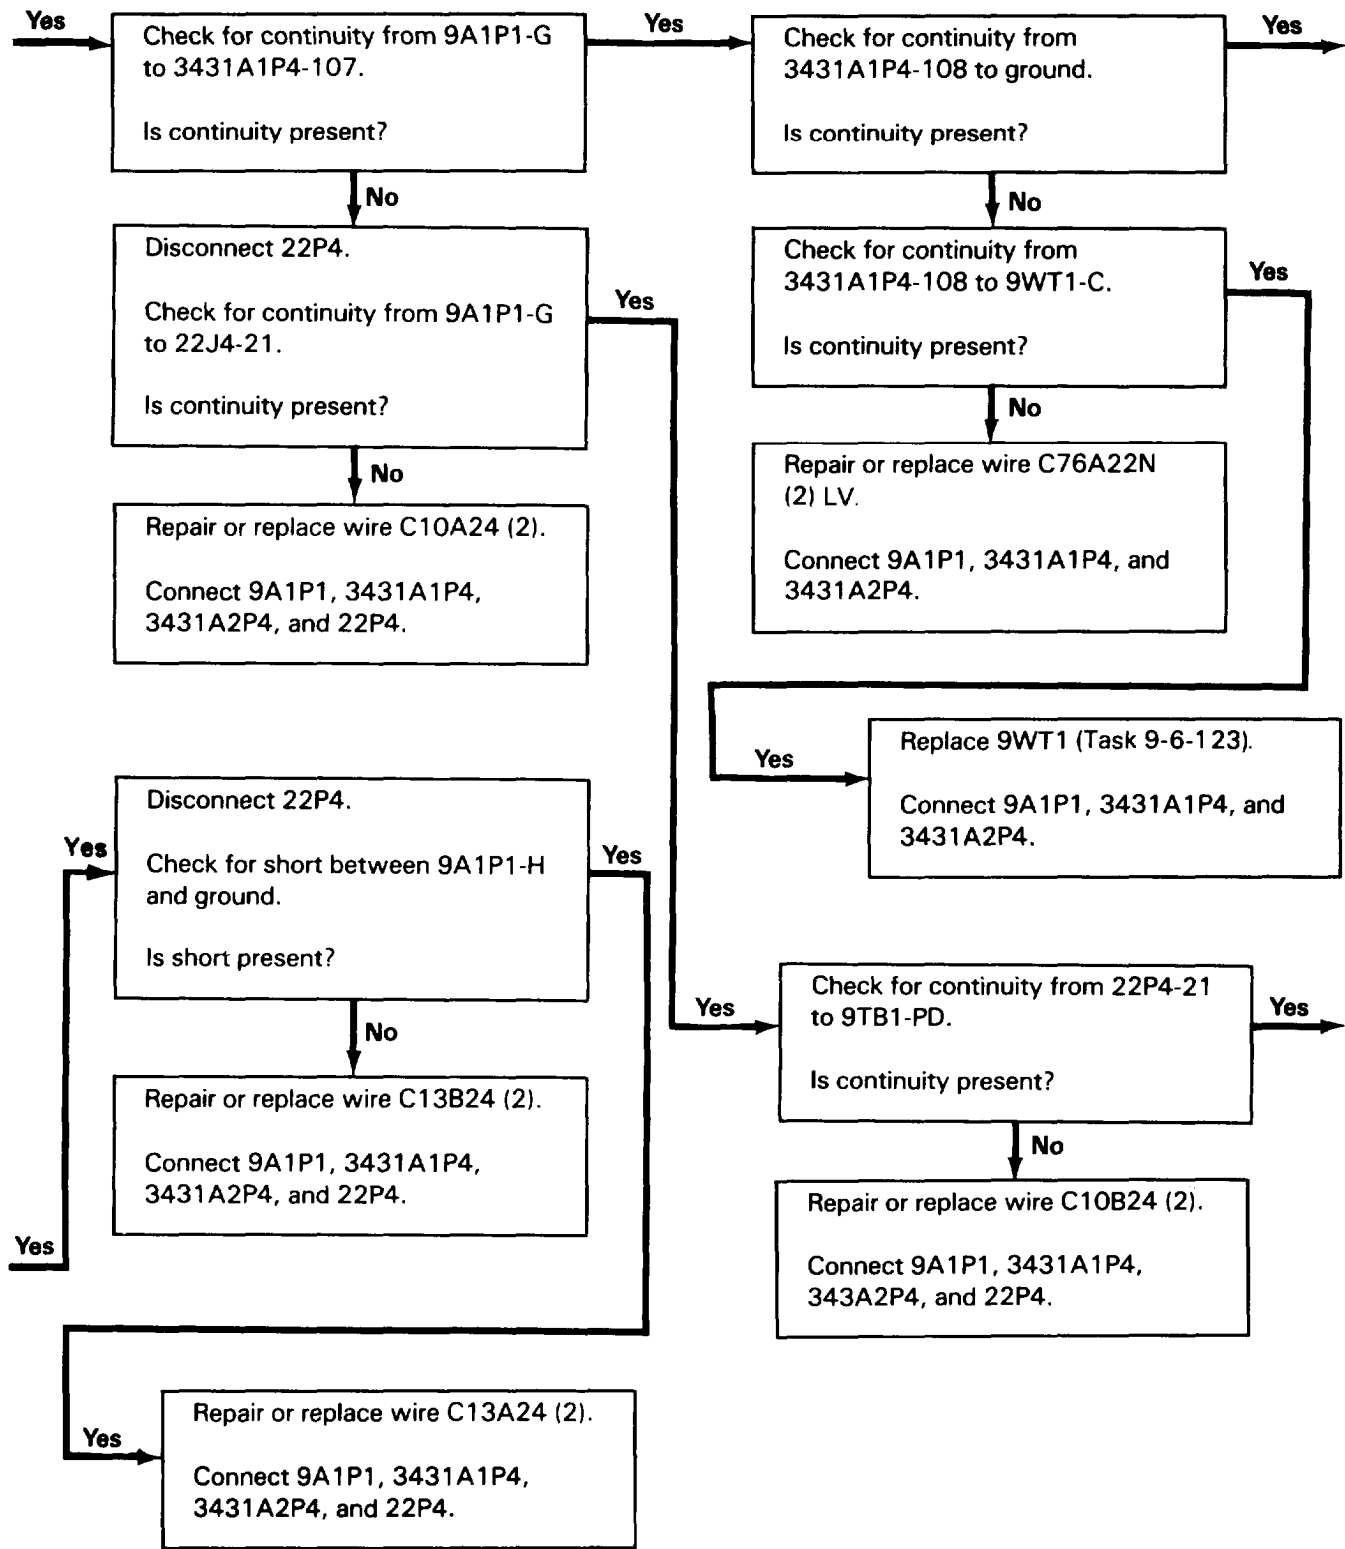 Yes
Check for continuity from 9A1P1-G
to 3431A1P4-107.
Is continuity present?
Yes
Check for continuity from
3431A1P4-108 to ground.
Is continuity present?
Yes
No
No
Disconnect 22P4.
Check for continuity from 9A1P1-G
to 22J4-21.
Is continuity present?
Yes
Check for continuity from
3431A1P4-108 to 9WT1-C.
Is continuity present?
Yes
No
No
Repair or replace wire C10A24 (2).
Connect 9A1P1, 3431A1P4,
3431A2P4, and 22P4.
Repair or replace wire C76A22N
(2) LV.
Connect 9A1P1, 3431A1P4, and
3431A2P4.
Yes
Replace 9WT1 (Task 9-6-123).
Connect 9A1P1, 3431A1P4, and
3431A2P4.
Yes
Disconnect 22P4.
Check for short between 9A1P1-H
and ground.
Is short present?
Yes
No
Yes
Check for continuity from 22P4-21
to 9TB1-PD.
Is continuity present?
Yes
No
Repair or replace wire C13B24 (2).
Connect 9A1P1, 3431A1P4,
3431A2P4, and 22P4.
Yes
Repair or replace wire C10B24 (2).
Connect 9A1P1, 3431A1P4,
343A2P4, and 22P4.
Yes
Repair or replace wire C13A24 (2).
Connect 9A1P1, 3431A1P4,
3431A2P4, and 22P4.